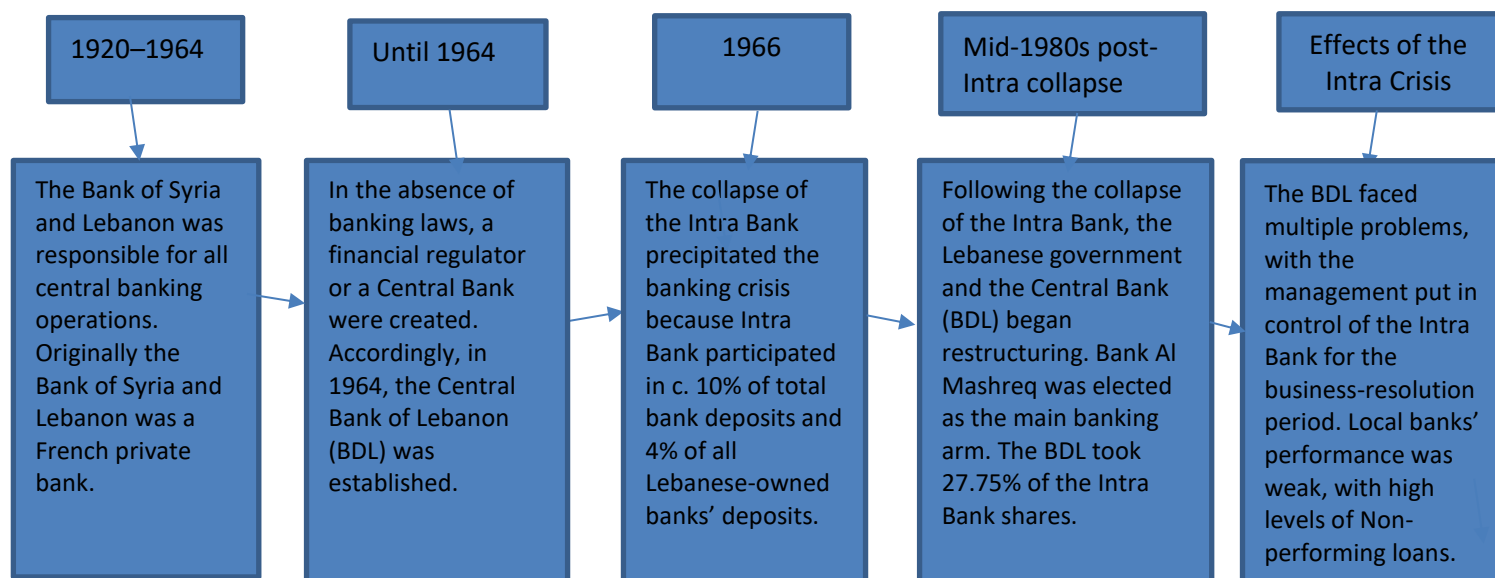 1920–1964
The Bank of Syria
and Lebanon was
responsible for all
central banking
operations.
Originally the
Bank of Syria and
Lebanon was a
French private
bank.
Until 1964
In the absence of
banking laws, a
financial regulator
or a Central Bank
were created.
Accordingly, in
1964, the Central
Bank of Lebanon
(BDL) was
established.
1966
The collapse of
the Intra Bank
precipitated the
banking crisis
because Intra
Bank participated
in c. 10% of total
bank deposits and
4% of all
Lebanese-owned
banks’ deposits.
Mid-1980s post-
Intra collapse
Following the collapse
of the Intra Bank, the
Lebanese government
and the Central Bank
(BDL) began
restructuring. Bank Al
Mashreq was elected
as the main banking
arm. The BDL took
27.75% of the Intra
Bank shares.
Effects of the
Intra Crisis
The BDL faced
multiple problems,
with the
management put in
control of the Intra
Bank for the
business-resolution
period. Local banks’
performance was
weak, with high
levels of Non-
performing loans.